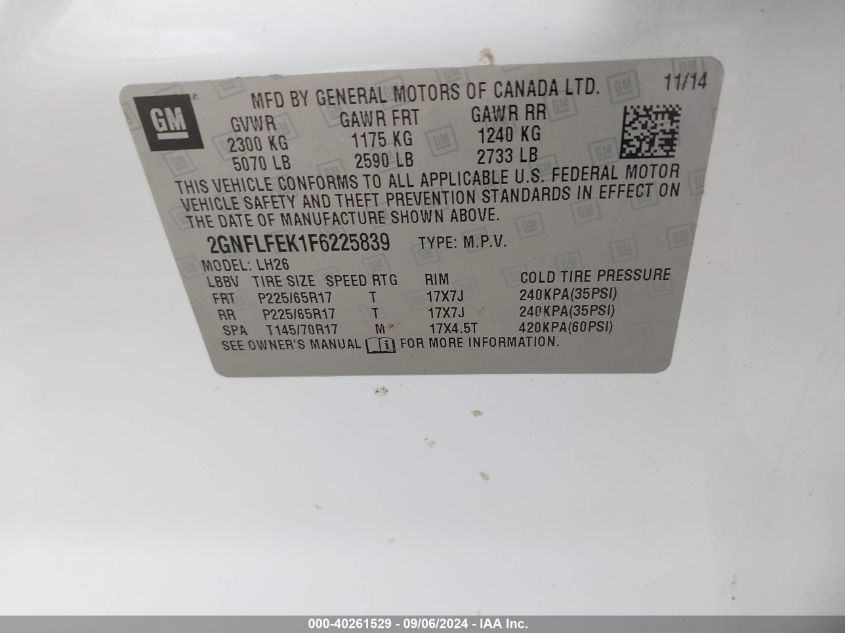 GM ®
MFD BY GENERAL MOTORS OF CANADA LTD. 11/14
GVWR GAWR FRT GAWR RR
2300 KG 1175 KG 1240 KG
5070 LB 2590 LB 2733 LB
THIS VEHICLE CONFORMS TO ALL APPLICABLE U.S. FEDERAL MOTOR
VEHICLE SAFETY AND THEFT PREVENTION STANDARDS IN EFFECT ON
THE DATE OF MANUFACTURE SHOWN ABOVE.
2GNFLFEK1F6225839 TYPE: M.P.V.
MODEL: LH26
LBBV TIRE SIZE SPEED RTG RIM COLD TIRE PRESSURE
FRT P225/65R17 T 17X7J 240KPA(35PSI)
RR P225/65R17 T 17X7J 240KPA(35PSI)
SPA T145/70R17 M 17X4.5T 420KPA(60PSI)
SEE OWNER'S MANUAL i FOR MORE INFORMATION.
000-40261529 - 09/06/2024 - IAA Inc.